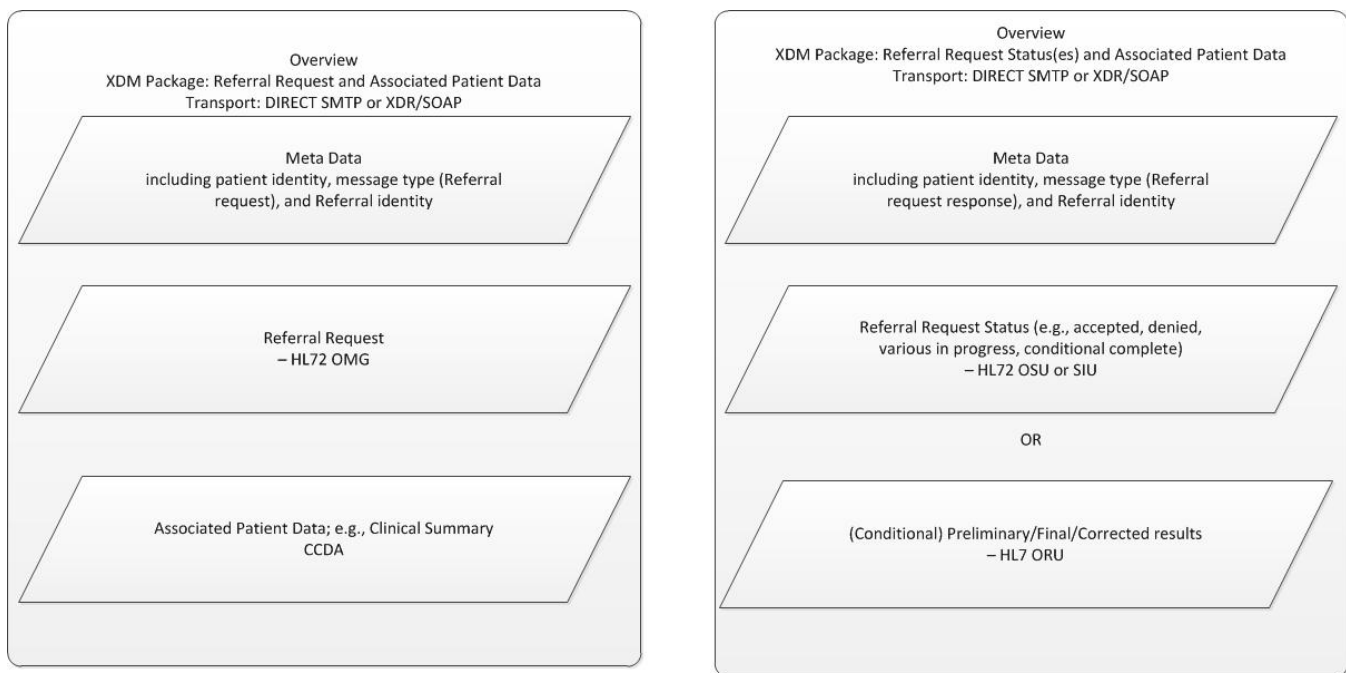 Overview
XDM Package: Referral Request and Associated Patient Data
Transport: DIRECT SMTP or XDR/SOAP
Meta Data
including patient identity, message type (Referral
request), and Referral identity
Referral Request
– HL72 OMG
Associated Patient Data; e.g., Clinical Summary
CCDA
Overview
XDM Package: Referral Request Status(es) and Associated Patient Data
Transport: DIRECT SMTP or XDR/SOAP
Meta Data
including patient identity, message type (Referral
request response), and Referral identity
Referral Request Status (e.g., accepted, denied,
various in progress, conditional complete)
– HL72 OSU or SIU
OR
(Conditional) Preliminary/Final/Corrected results
– HL7 ORU